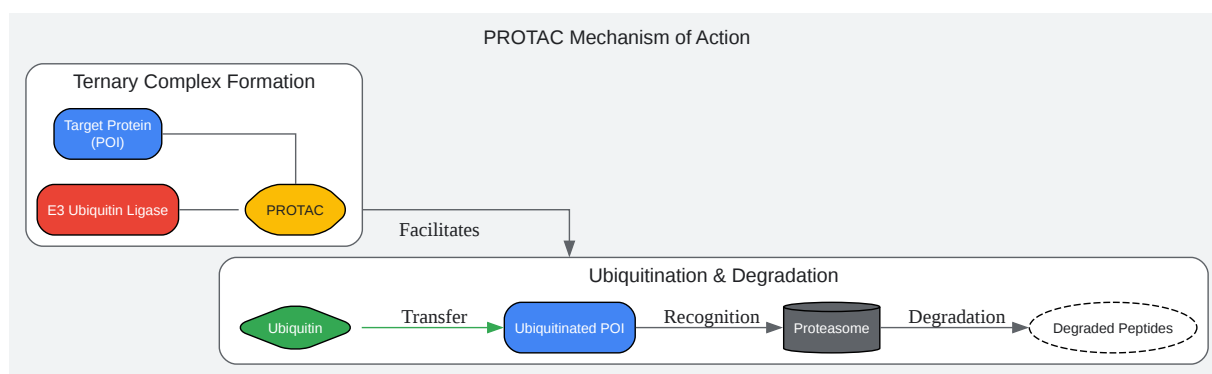 PROTAC Mechanism of Action
Ternary Complex Formation
Target Protein
(POI)
E3 Ubiquitin Ligase
PROTAC
Facilitates
Ubiquitination & Degradation
Ubiquitin
Transfer
Ubiquitinated POI
Recognition
Proteasome
Degradation
Degraded Peptides